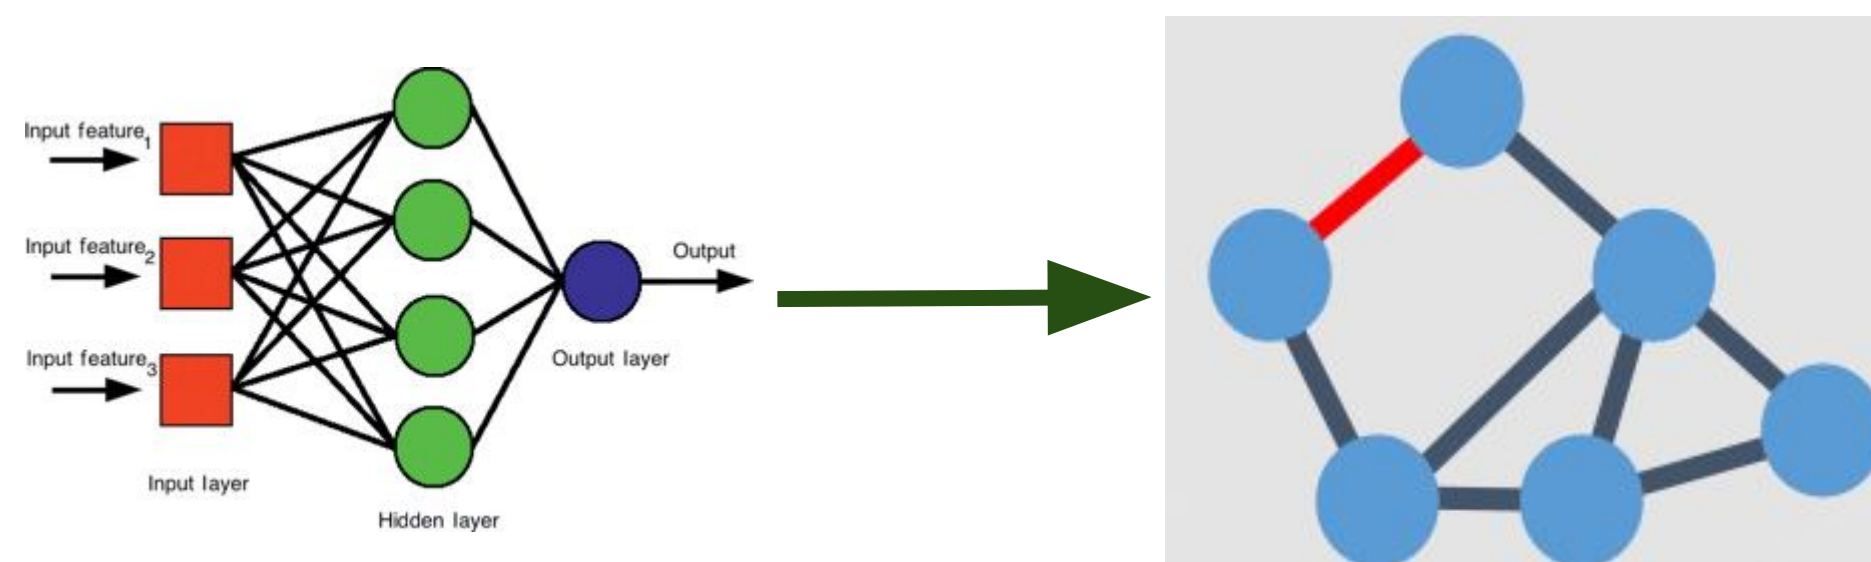 Input feature1
Input feature2
Input feature3
Output
Output layer
Input layer
Hidden layer